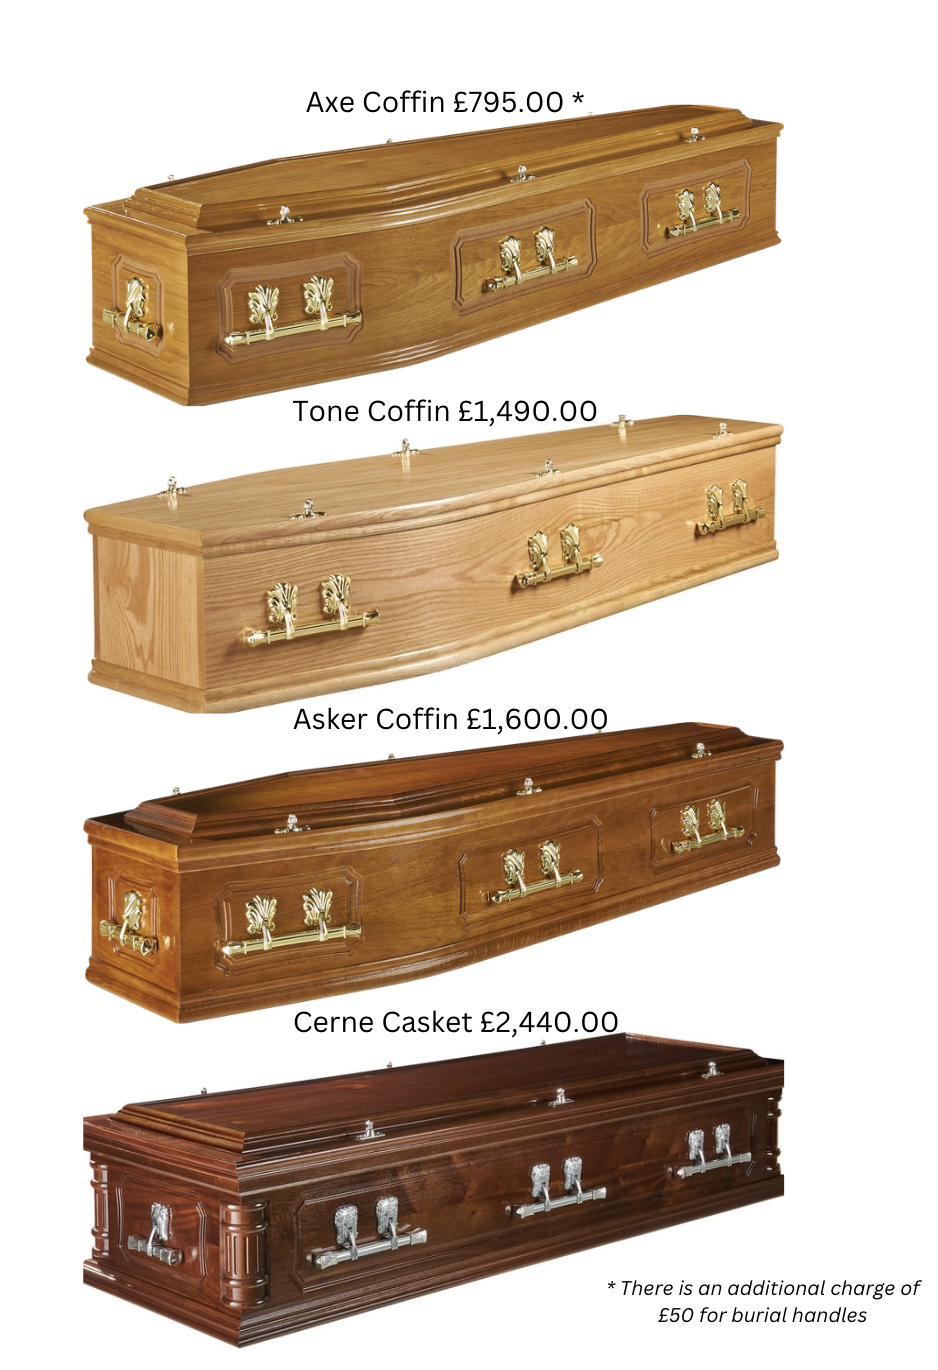 Axe Coffin £795.00 *
Tone Coffin £1,490.00
Asker Coffin £1,600.00
Cerne Casket £2,440.00
* There is an additional charge of
£50 for burial handles